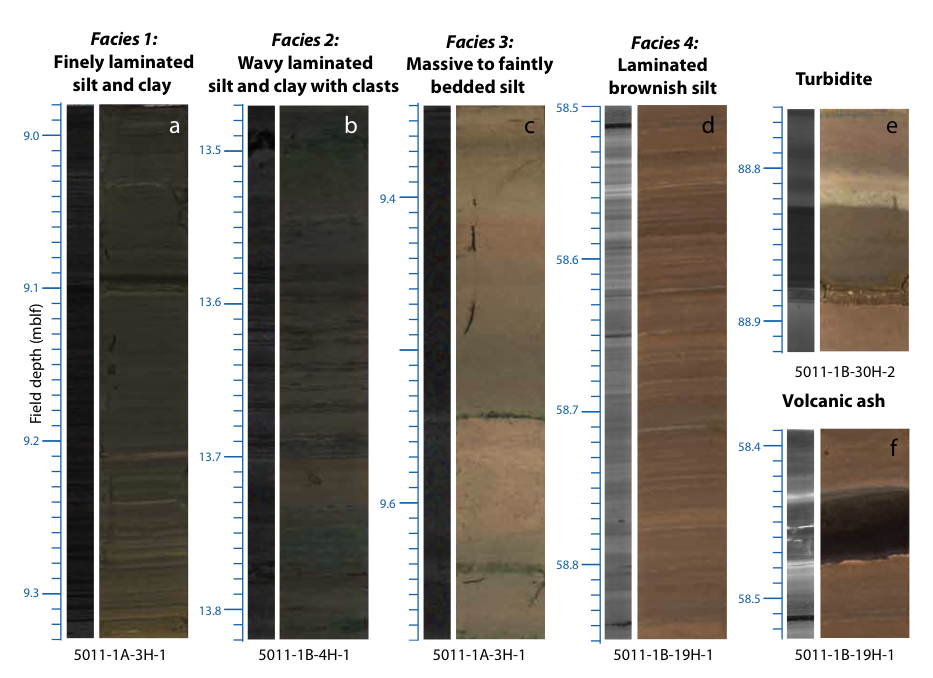 Facies 1:
Finely laminated
silt and clay
Facies 2:
Wavy laminated
silt and clay with clasts
Facies 3:
Massive to faintly
bedded silt
Facies 4:
Laminated
brownish silt
Turbidite
a
b
c
d
e
Field depth (mblf)
9.0
9.1
9.2
9.3
13.5
13.6
13.7
13.8
9.4
9.6
58.5
58.6
58.7
58.8
88.8
88.9
5011-1B-30H-2
Volcanic ash
f
58.4
58.5
5011-1A-3H-1
5011-1B-4H-1
5011-1A-3H-1
5011-1B-19H-1
5011-1B-19H-1